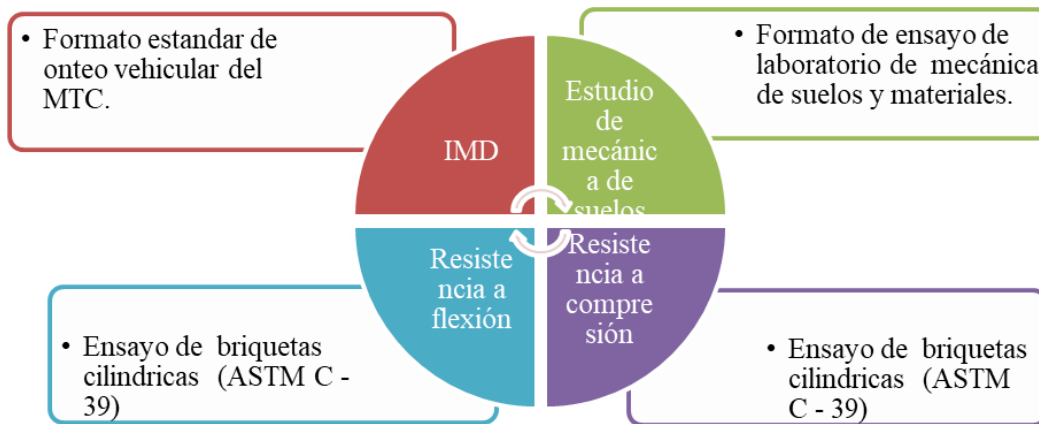 • Formato estandar de
onteo vehicular del
MTC.
• Formato de ensayo de
laboratorio de mecánica
de suelos y materiales.
IMD
Estudio
de
mecánic
a de
suelos
Resiste
ncia a
flexión
Resiste
ncia a
compre
sión
• Ensayo de briquetas
cilindricas (ASTM C -
39)
• Ensayo de briquetas
cilindricas (ASTM
C - 39)